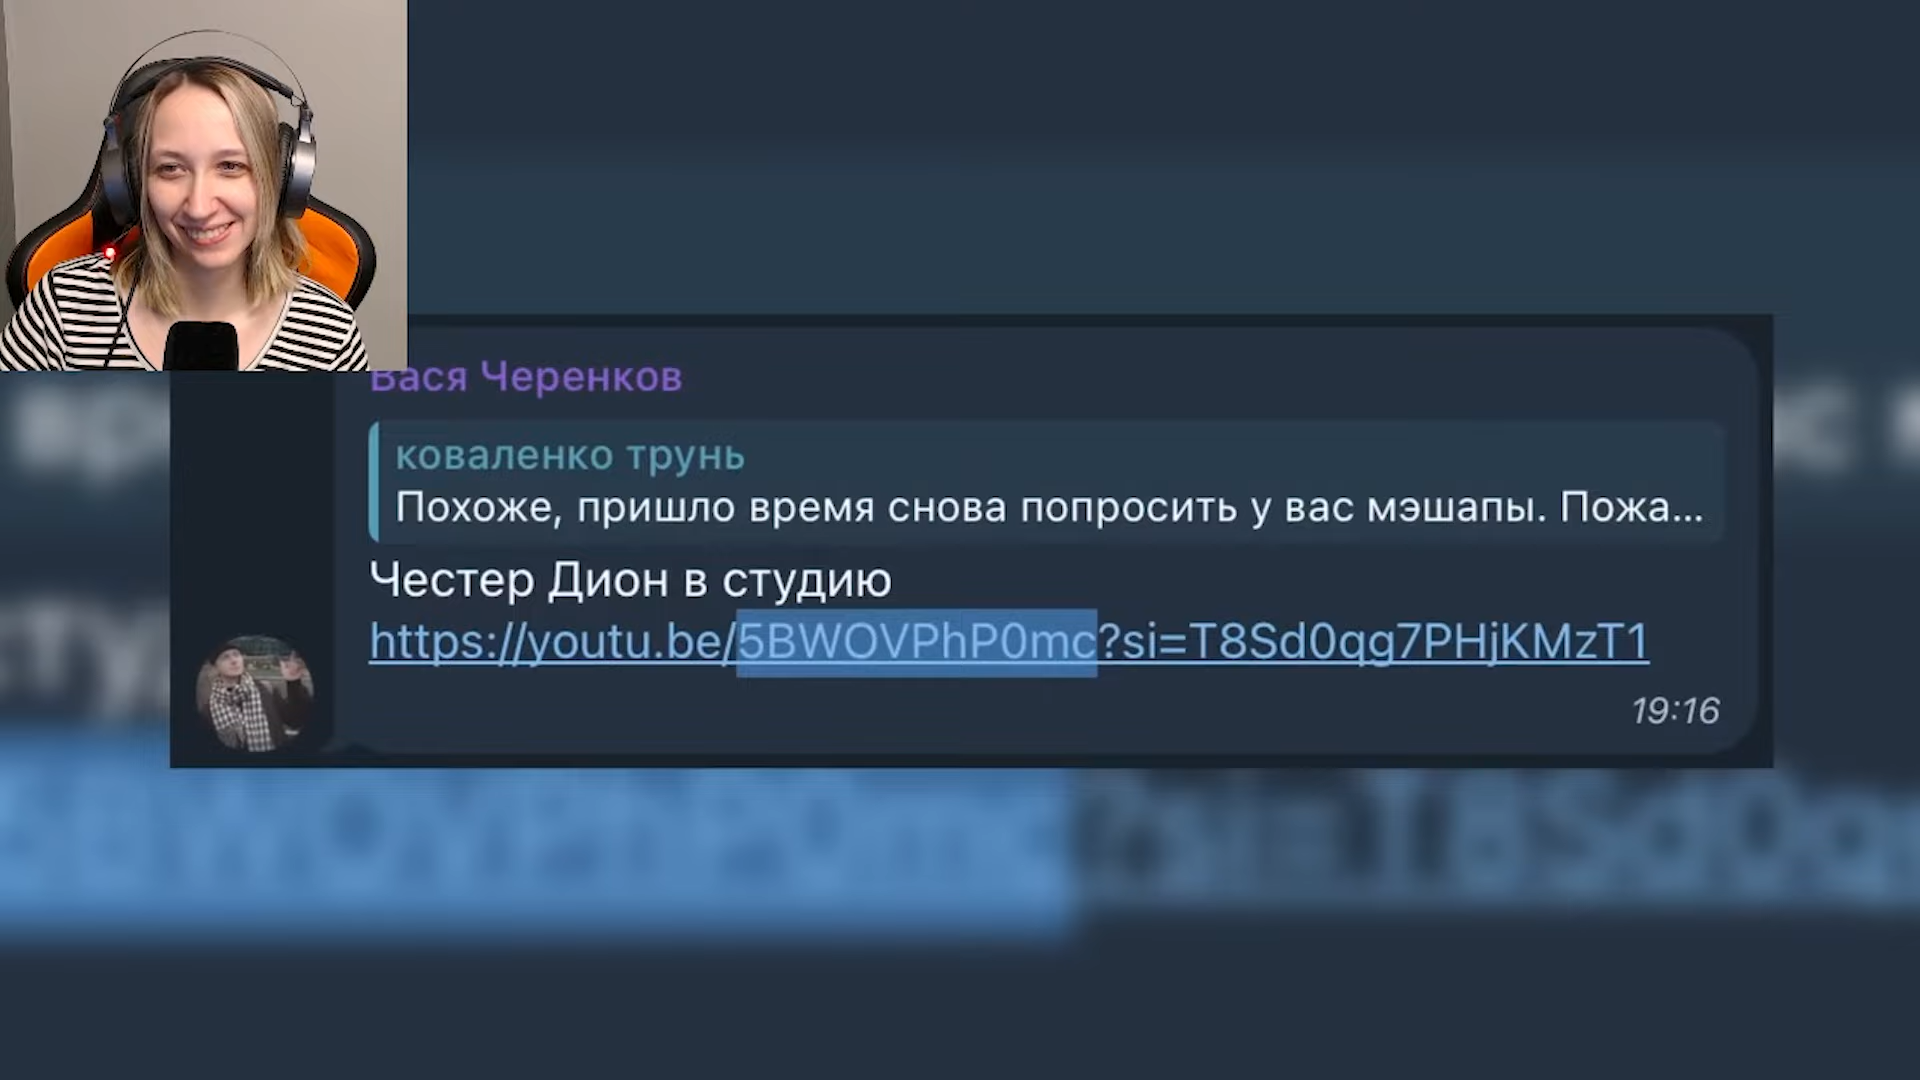 Вася Черенков
коваленко трунь
Похоже, пришло время снова попросить у вас мэшапы. Пожа...
Честер Дион в студию
https://youtu.be/5BWOVPhP0mc?si=T8Sd0qg7PHjKMzT1
19:16